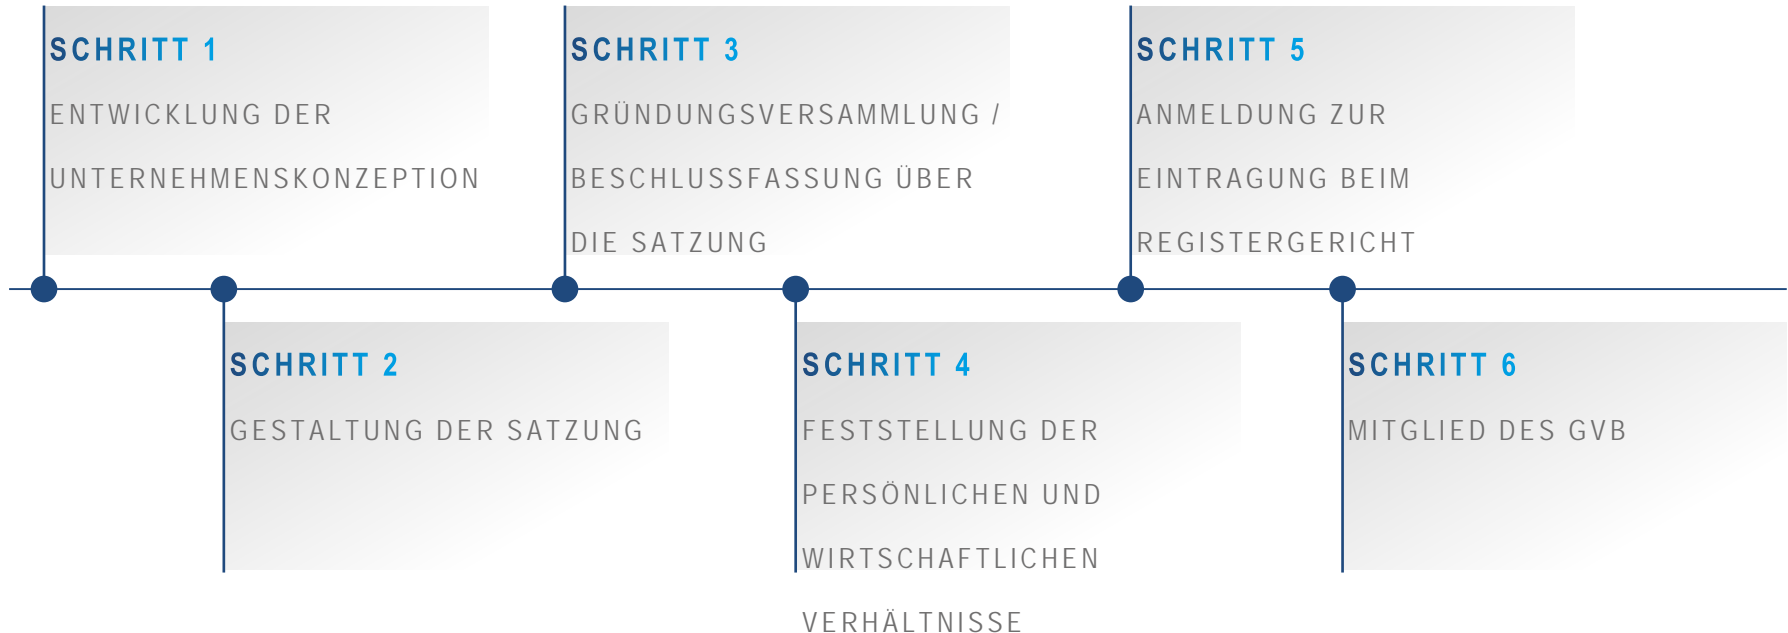 SCHRITT 1
ENTWICKLUNG DER
UNTERNEHMENSKONZEPTION
SCHRITT 2
GESTALTUNG DER SATZUNG
SCHRITT 3
GRÜNDUNGSVERSAMMLUNG /
BESCHLUSSFASSUNG ÜBER
DIE SATZUNG
SCHRITT 4
FESTSTELLUNG DER
PERSÖNLICHEN UND
WIRTSCHAFTLICHEN
VERHÄLTNISSE
SCHRITT 5
ANMELDUNG ZUR
EINTRAGUNG BEIM
REGISTERGERICHT
SCHRITT 6
MITGLIED DES GVB